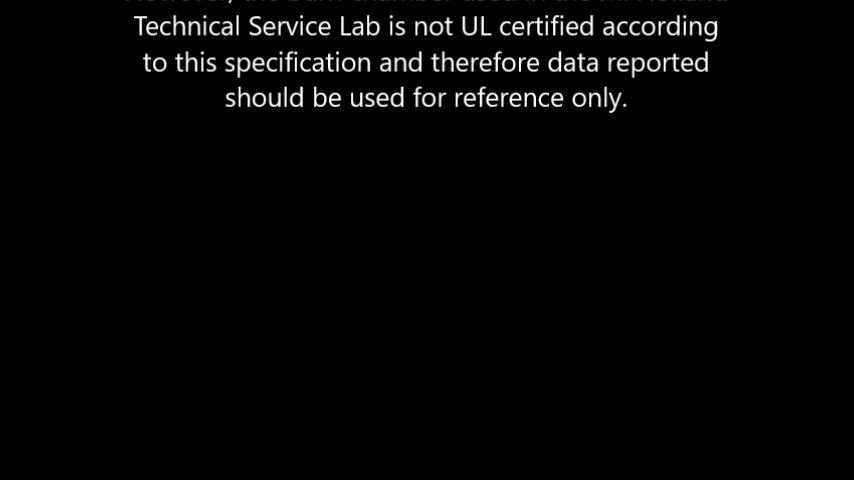 Technical Service Lab is not UL certified according
to this specification and therefore data reported
should be used for reference only.